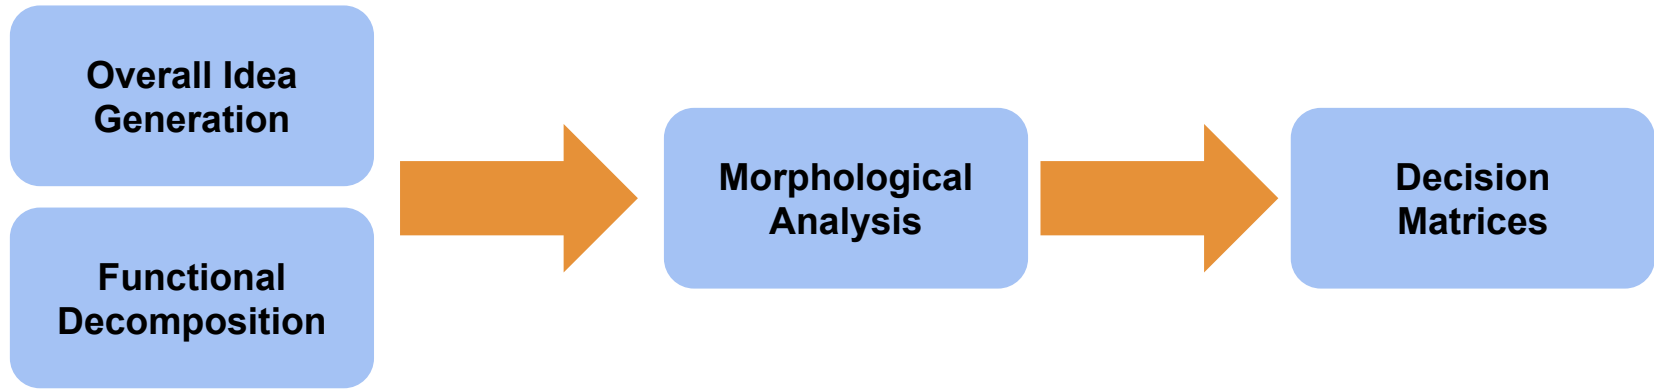 Overall Idea
Generation
Functional
Decomposition
Morphological
Analysis
Decision
Matrices